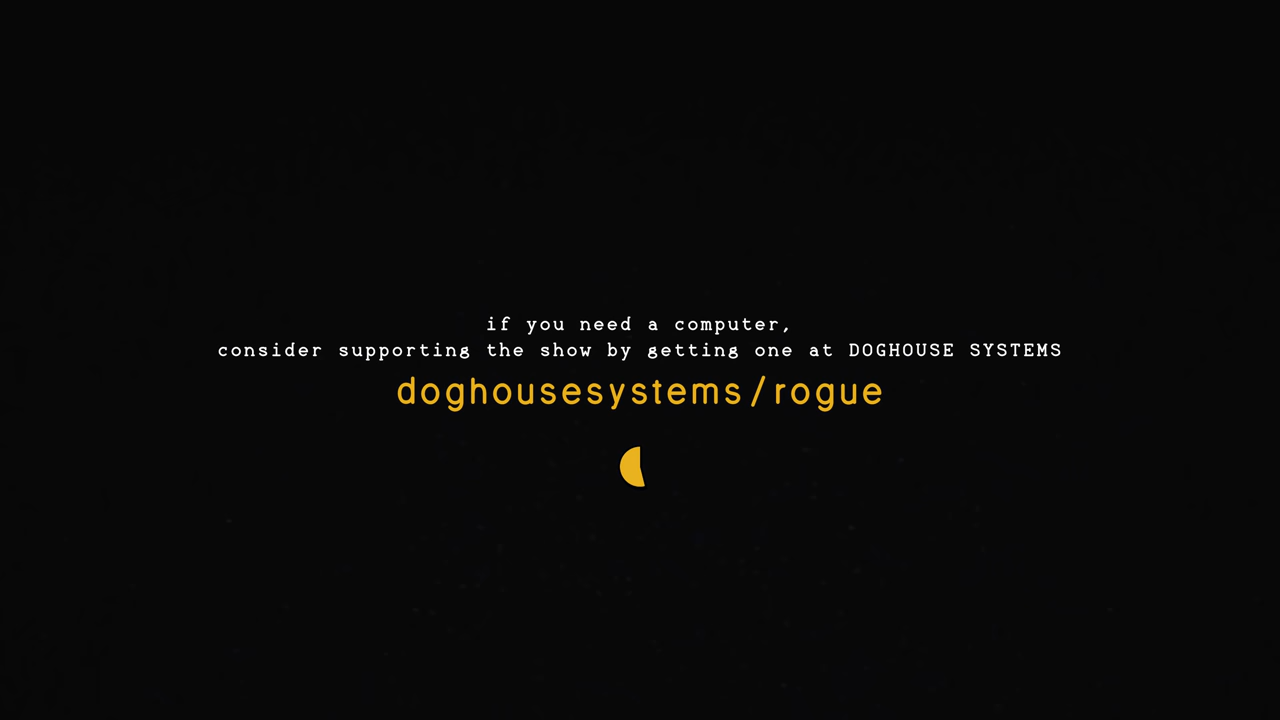 if you need a computer,
consider supporting the show by getting one at DOGHOUSE SYSTEMS
doghousesystems/rogue